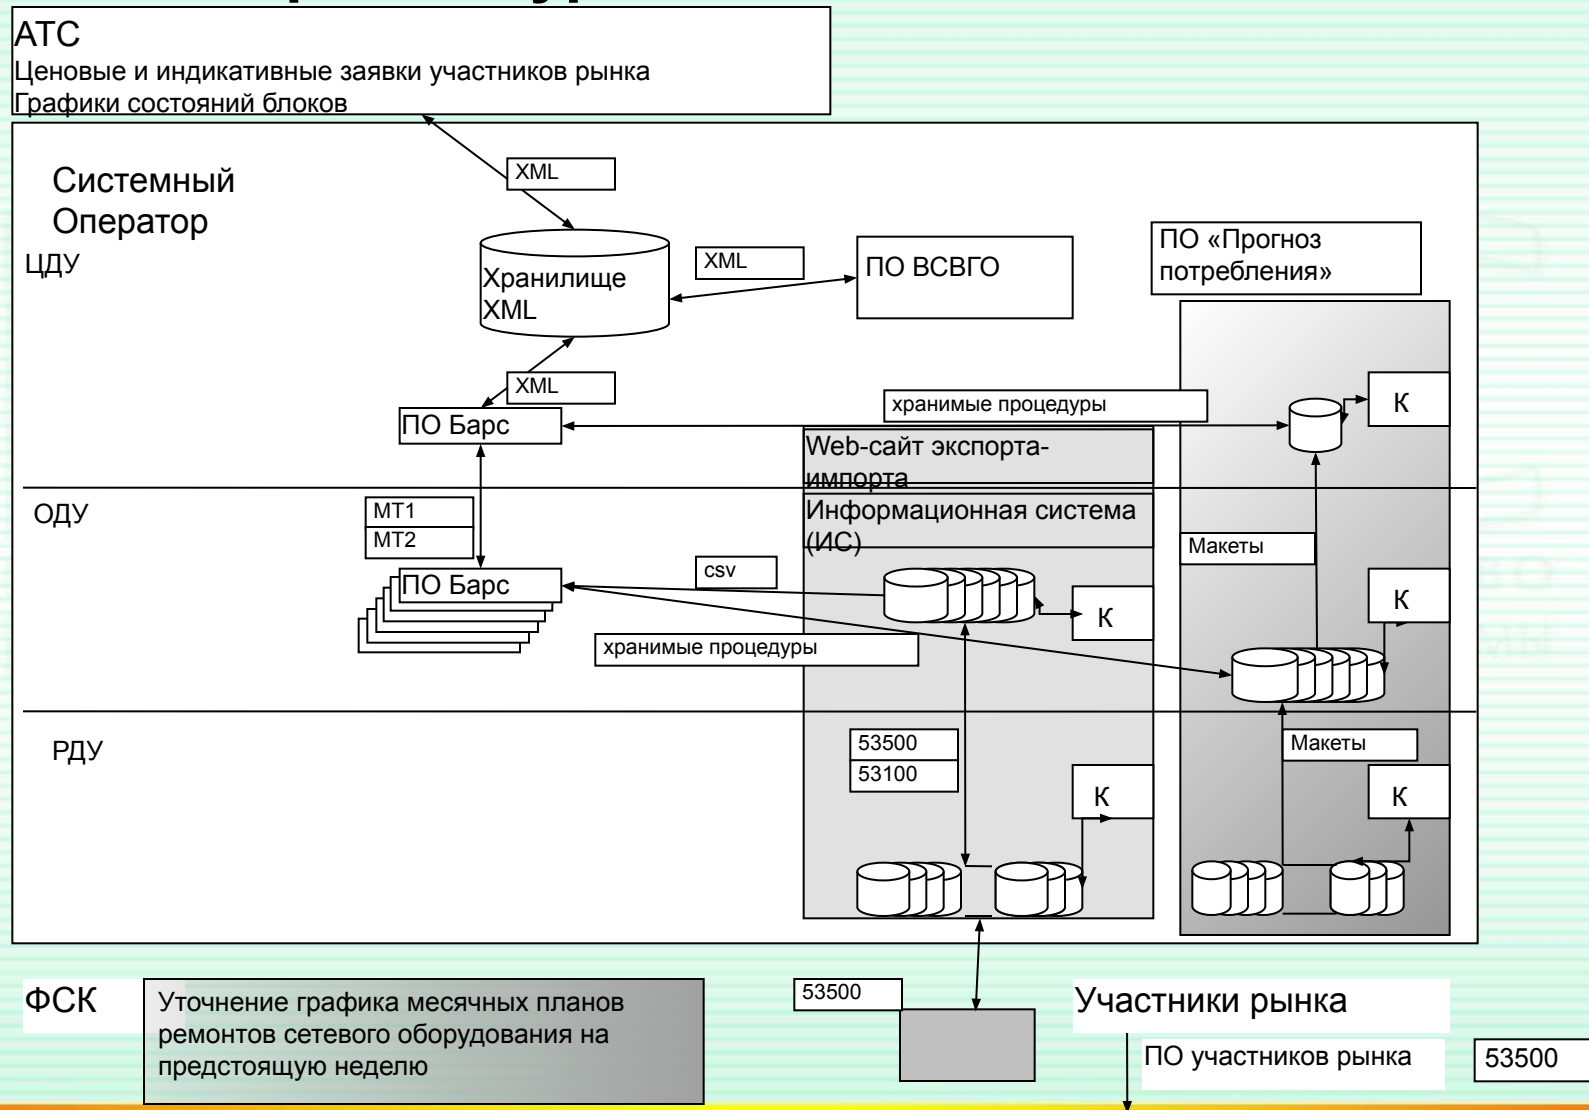 АТС
Ценовые и индикативные заявки участников рынка
Графики состояний блоков
Системный
Оператор
ЦДУ
XML
Хранилище
XML
XML
ПО ВСВГО
ПО «Прогноз
потребления»
XML
ПО Барс
хранимые процедуры
К
Web-сайт экспорта-
импорта
ОДУ
МТ1
МТ2
Информационная система
(ИС)
Макеты
ПО Барс
csv
К
К
хранимые процедуры
РДУ
53500
53100
Макеты
К
К
ФСК
Уточнение графика месячных планов
ремонтов сетевого оборудования на
предстоящую неделю
53500
Участники рынка
ПО участников рынка
53500